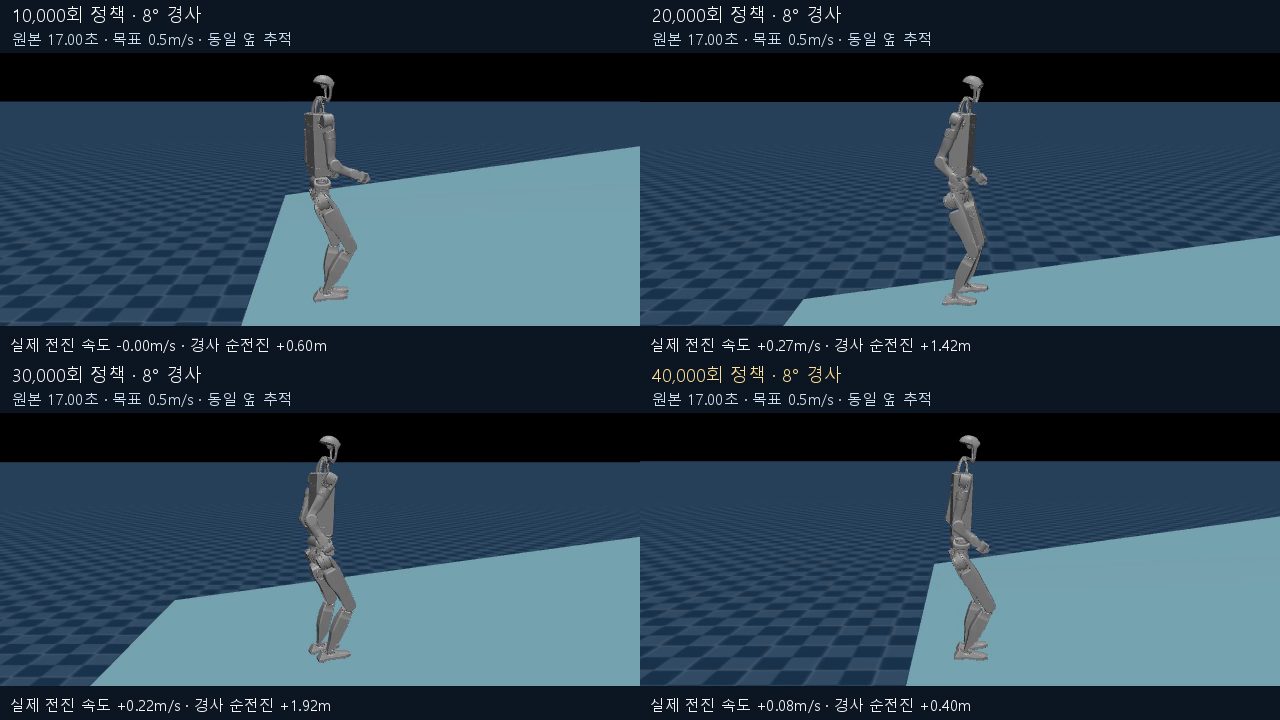 10,000회 정책 · 8° 경사
원본 17.00초 · 목표 0.5m/s · 동일 옆 추적
실제 전진 속도 -0.00m/s · 경사 순전진 +0.60m
20,000회 정책 · 8° 경사
원본 17.00초 · 목표 0.5m/s · 동일 옆 추적
실제 전진 속도 +0.27m/s · 경사 순전진 +1.42m
30,000회 정책 · 8° 경사
원본 17.00초 · 목표 0.5m/s · 동일 옆 추적
실제 전진 속도 +0.22m/s · 경사 순전진 +1.92m
40,000회 정책 · 8° 경사
원본 17.00초 · 목표 0.5m/s · 동일 옆 추적
실제 전진 속도 +0.08m/s · 경사 순전진 +0.40m